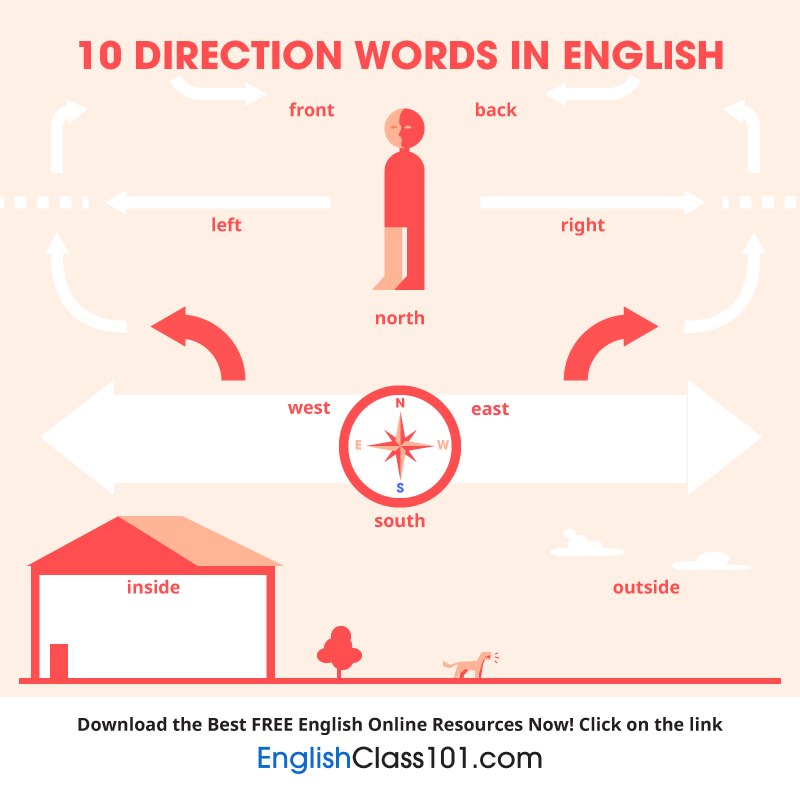 10 DIRECTION WORDS IN ENGLISH
front back
left right
north
west east
N
E W
S
south
inside outside
Download the Best FREE English Online Resources Now! Click on the link
EnglishClass101.com